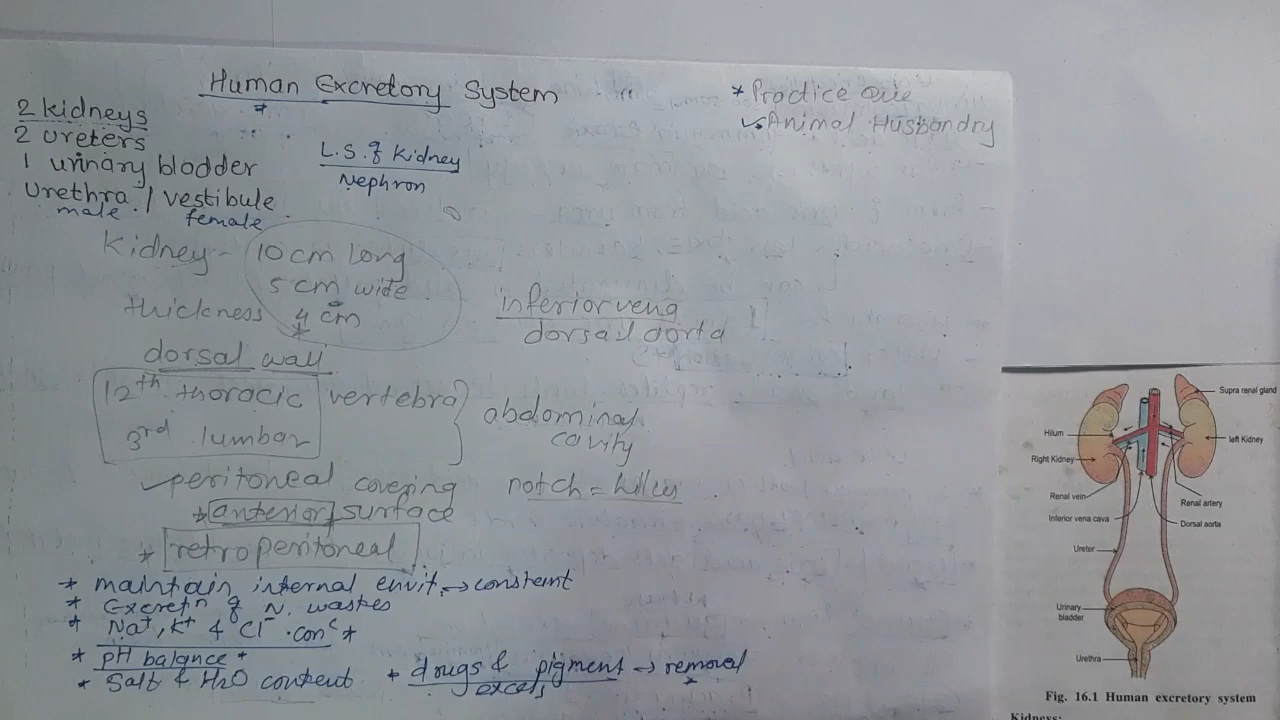 Human Excretory System
* Practice Que
Animal Husbandry
2 kidneys
2 ureters
1 urinary bladder
Urethra / vestibule
male female
L.S. of Kidney
Nephron
Kidney - 10 cm long
5 cm wide
thickness 4 cm
inferior vena
dorsal aorta
dorsal wall
12th thoracic vertebra
3rd lumbar
abdominal
cavity
peritoneal covering
* anterior surface
notch = hilus
* retroperitoneal
* maintain internal envit. → constant
* Excretn of N. wastes
* Na+, K+ & Cl- conc *
* pH balance *
* Salt & H2O content
* drugs & pigment → removal
excess
Supra renal gland
Hilum
left Kidney
Right Kidney
Renal vein
Renal artery
Inferior vena cava
Dorsal aorta
Ureter
Urinary
bladder
Urethra
Fig. 16.1 Human excretory system
Kidneys: